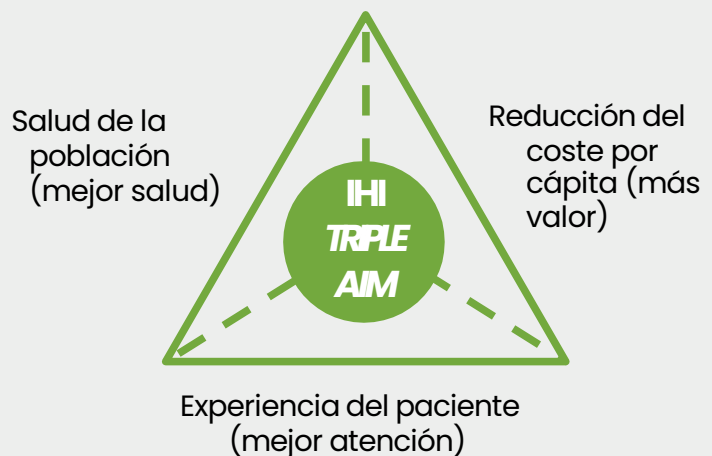 Salud de la
población
(mejor salud)
Reducción del
coste por
cápita (más
valor)
IHI
TRIPLE
AIM
Experiencia del paciente
(mejor atención)